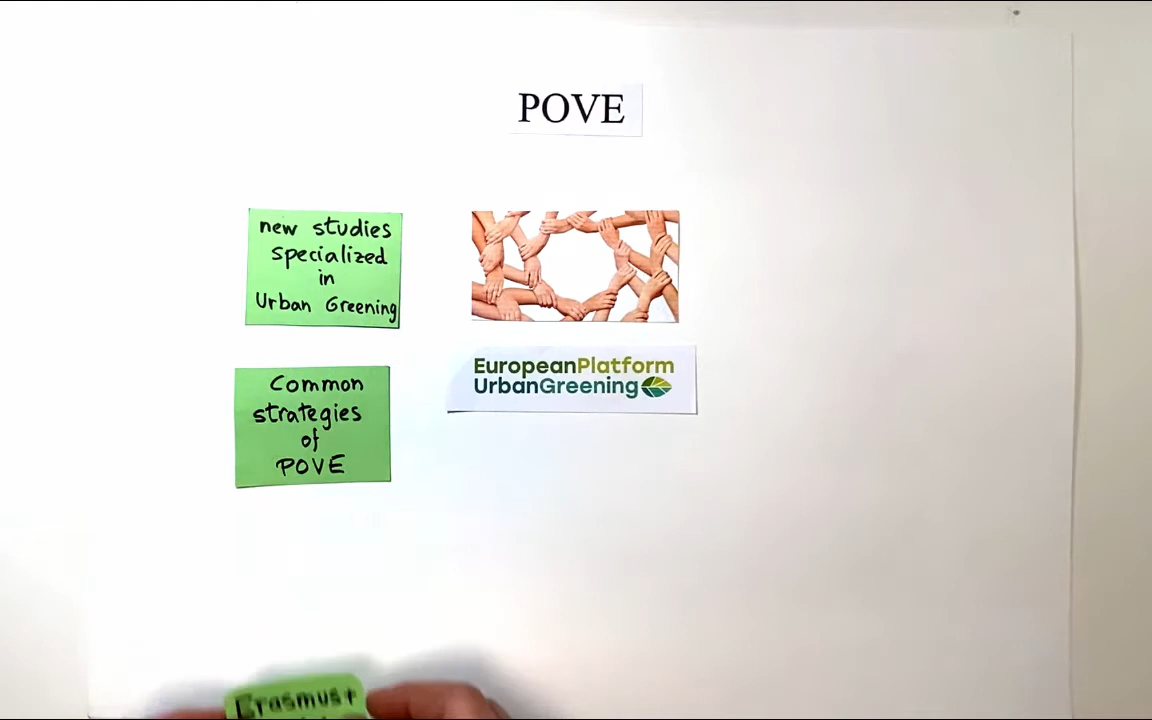 POVE
new studies
specialized
in
Urban Greening
EuropeanPlatform
UrbanGreening
Common
strategies
of
POVE
Erasmus+